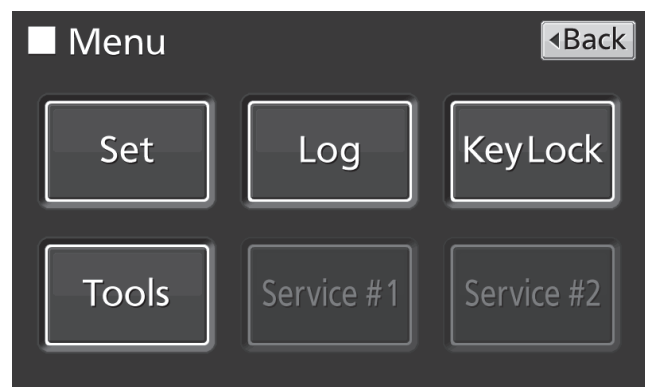 Menu
Back
Set
Log
KeyLock
Tools
Service #1
Service #2